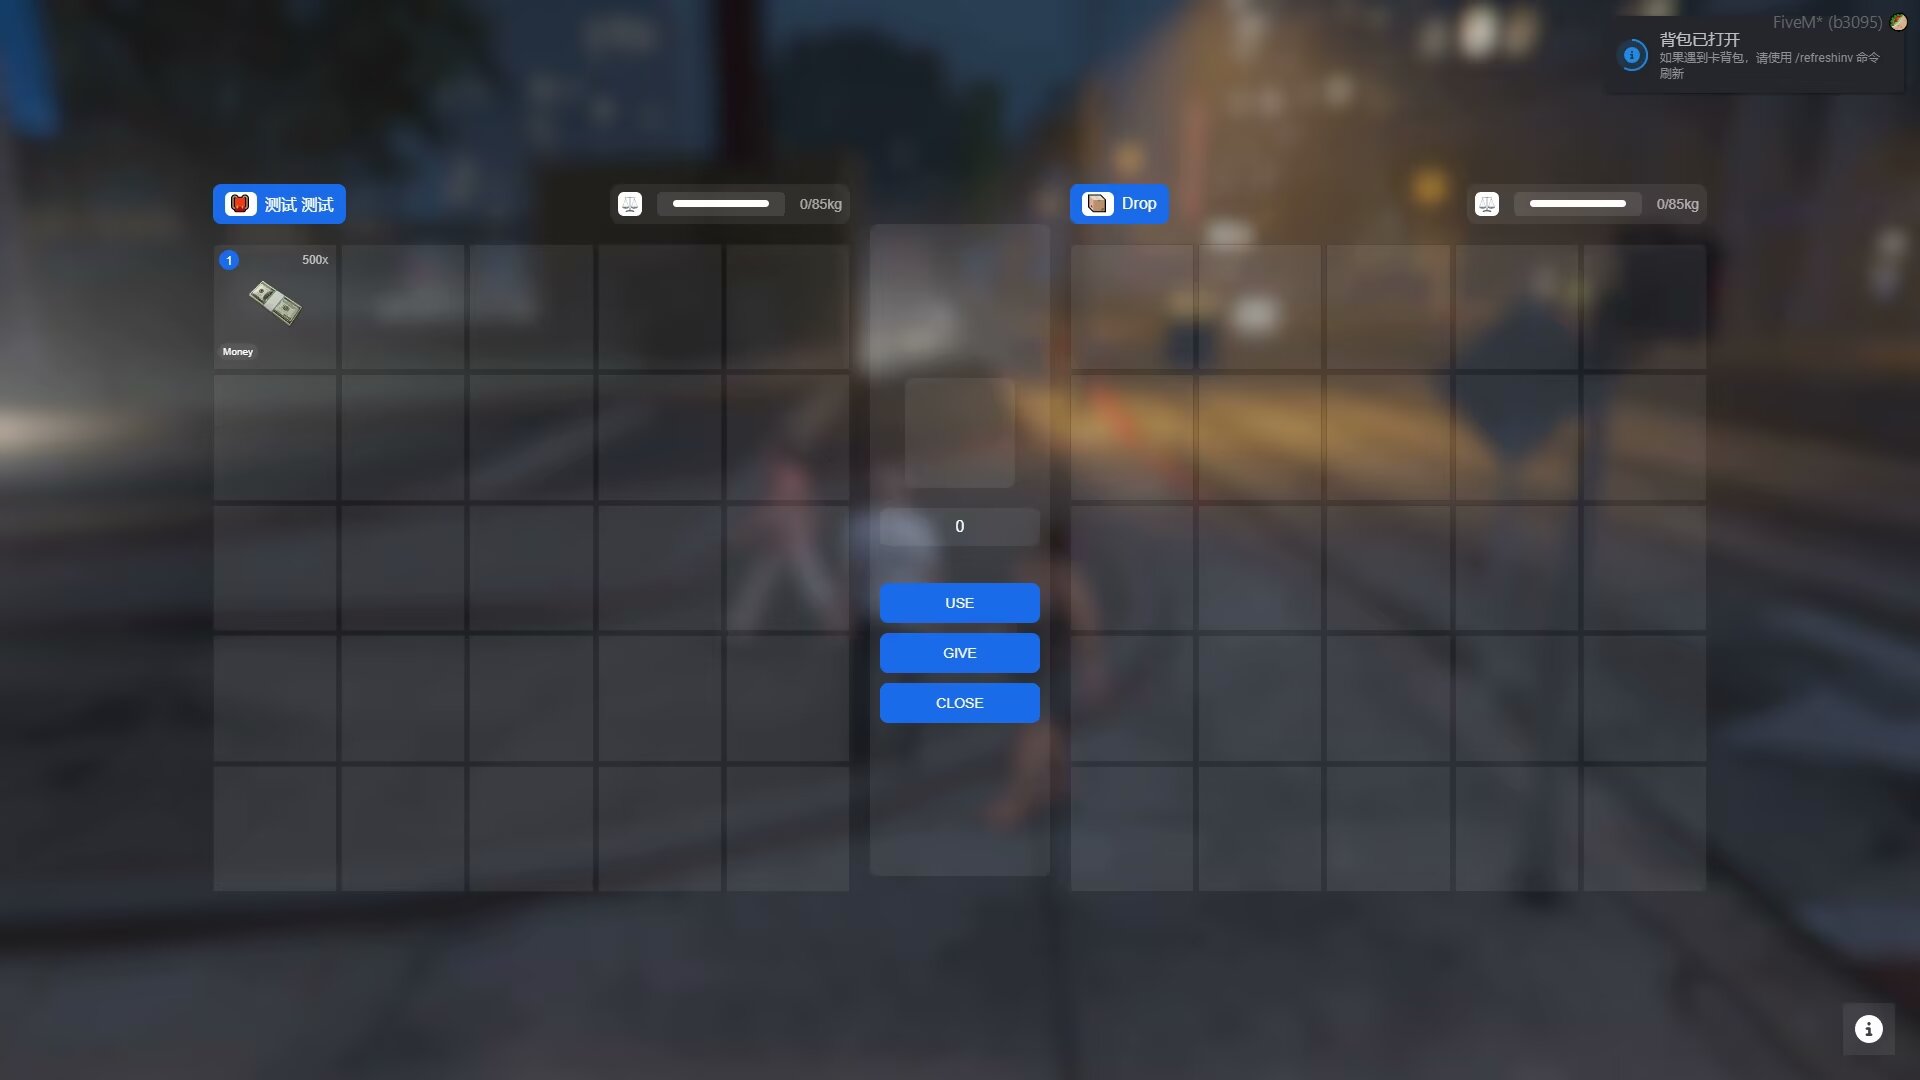 FiveM* (b3095)
背包已打开
如果遇到卡背包，请使用 /refreshinv 命令
刷新
测试 测试
0/85kg
Drop
0/85kg
1
500x
Money
0
USE
GIVE
CLOSE